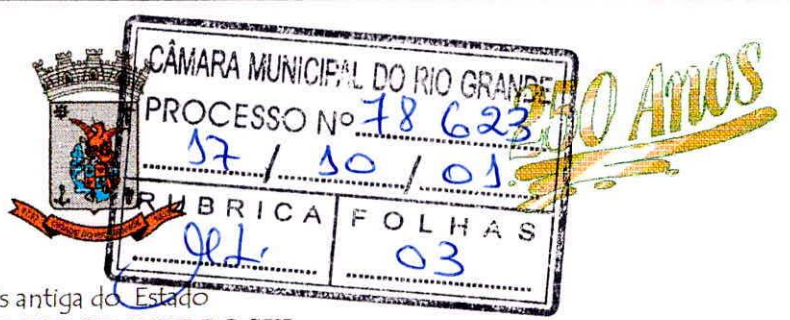 CÂMARA MUNICIPAL DO RIO GRANDE
250 Anos
PROCESSO Nº 78 623
17 / 10 / 01
RUBRICA FOLHAS
03
s antiga do Estado